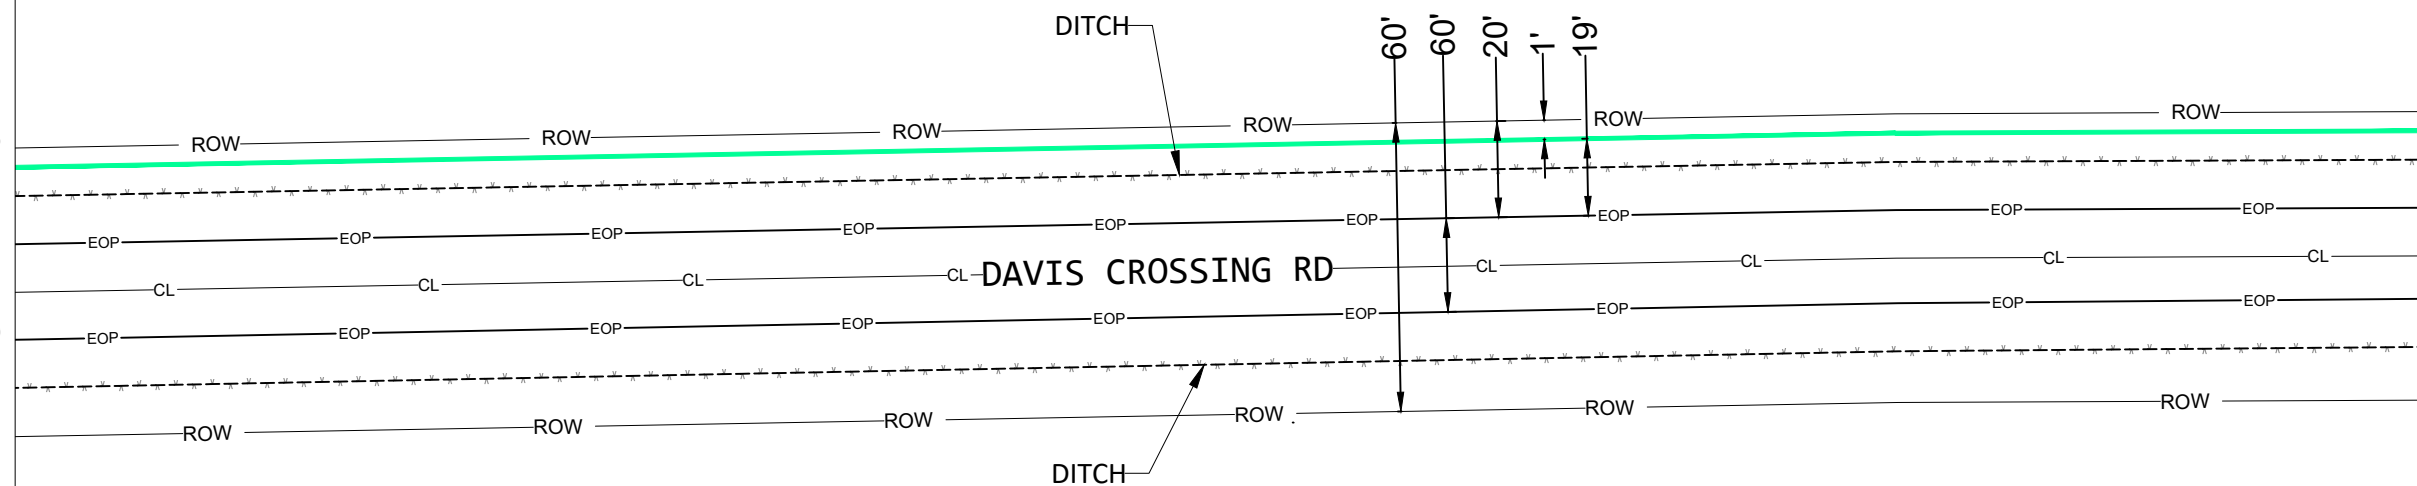 DITCH
60' 60' 20' 1' 19'
ROW ROW ROW ROW ROW ROW
EOP EOP EOP EOP EOP EOP EOP EOP EOP
CL CL CL CL DAVIS CROSSING RD CL CL CL CL
EOP EOP EOP EOP EOP EOP EOP EOP EOP
ROW ROW ROW ROW ROW ROW
DITCH